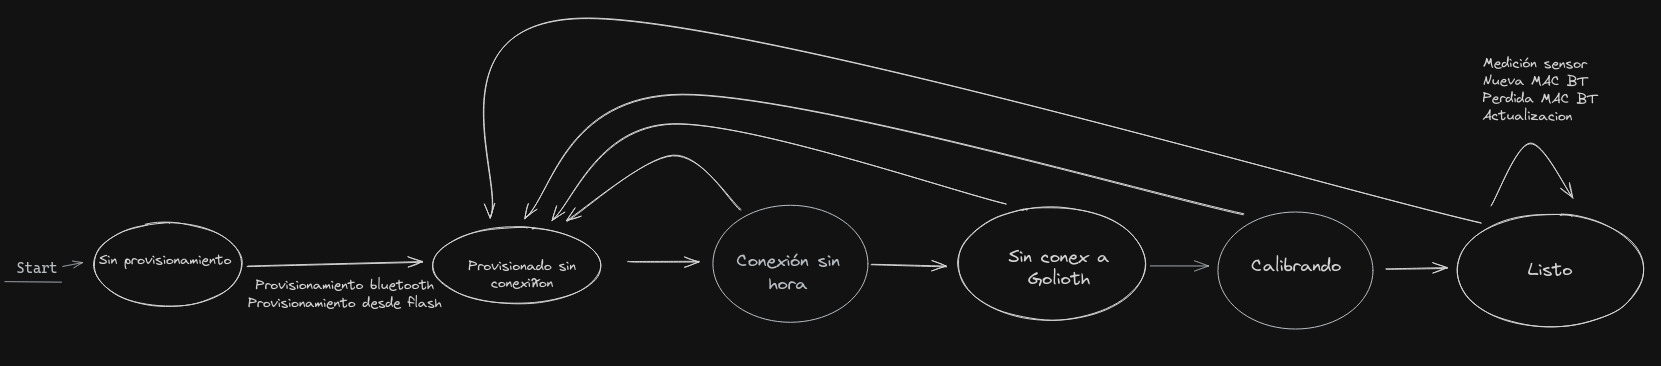 Start
Sin provisionamiento
Provisionamiento bluetooth
Provisionamiento desde flash
Provisionado sin
conexiñon
Conexión sin
hora
Sin conex a
Golioth
Calibrando
Listo
Medición sensor
Nueva MAC BT
Perdida MAC BT
Actualizacion